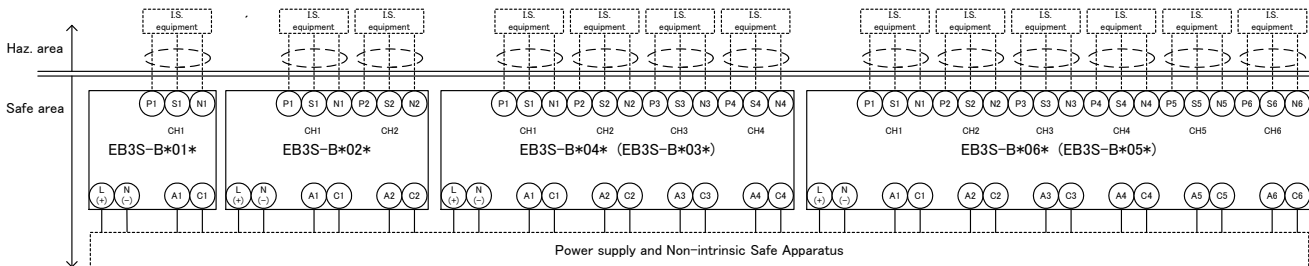 I.S. equipment I.S. equipment I.S. equipment I.S. equipment I.S. equipment I.S. equipment I.S. equipment I.S. equipment I.S. equipment I.S. equipment I.S. equipment I.S. equipment I.S. equipment
Haz. area
Safe area
P1 S1 N1 P1 S1 N1 P2 S2 N2 P1 S1 N1 P2 S2 N2 P3 S3 N3 P4 S4 N4 P1 S1 N1 P2 S2 N2 P3 S3 N3 P4 S4 N4 P5 S5 N5 P6 S6 N6
CH1 CH1 CH2 CH1 CH2 CH3 CH4 CH1 CH2 CH3 CH4 CH5 CH6
EB3S-B*01* EB3S-B*02* EB3S-B*04* (EB3S-B*03*) EB3S-B*06* (EB3S-B*05*)
L (+) N (-) A1 C1 L (+) N (-) A1 C1 A2 C2 L (+) N (-) A1 C1 A2 C2 A3 C3 A4 C4 L (+) N (-) A1 C1 A2 C2 A3 C3 A4 C4 A5 C5 A6 C6
Power supply and Non-intrinsic Safe Apparatus